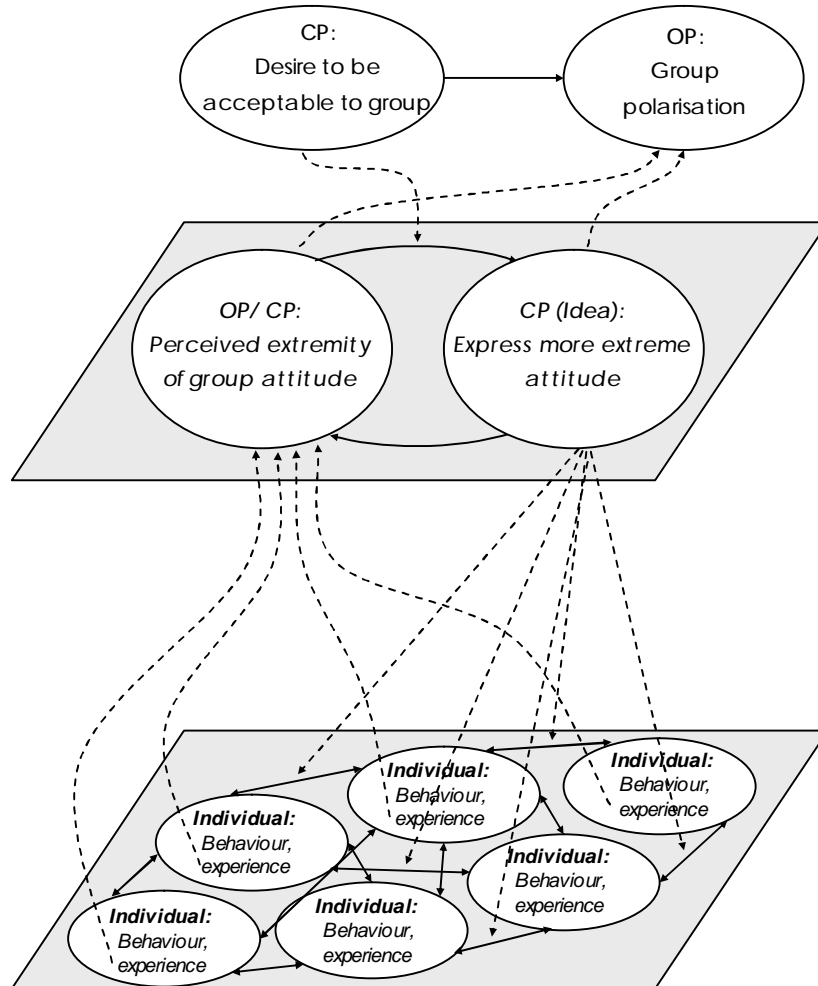 CP:
Desire to be
acceptable to group
OP:
Group
polarisation
OP/ CP:
Perceived extremity
of group attitude
CP (Idea):
Express more extreme
attitude
Individual:
Behaviour,
experience
Individual:
Behaviour,
experience
Individual:
Behaviour,
experience
Individual:
Behaviour,
experience
Individual:
Behaviour,
experience
Individual:
Behaviour,
experience